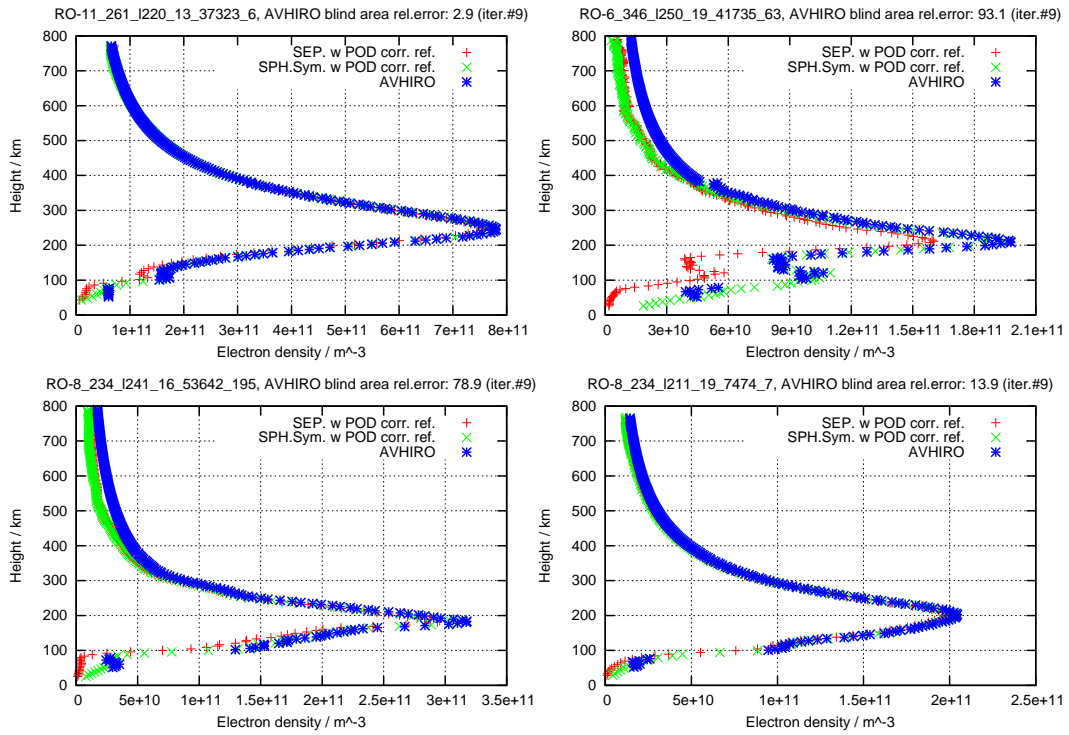 RO-11_261_l220_13_37323_6, AVHIRO blind area rel.error: 2.9 (iter.#9)
SEP. w POD corr. ref.
SPH.Sym. w POD corr. ref.
AVHIRO
Height / km
800
700
600
500
400
300
200
100
0
0 1e+11 2e+11 3e+11 4e+11 5e+11 6e+11 7e+11 8e+11
Electron density / m^-3
RO-6_346_l250_19_41735_63, AVHIRO blind area rel.error: 93.1 (iter.#9)
SEP. w POD corr. ref.
SPH.Sym. w POD corr. ref.
AVHIRO
Height / km
800
700
600
500
400
300
200
100
0
0 3e+10 6e+10 9e+10 1.2e+11 1.5e+11 1.8e+11 2.1e+11
Electron density / m^-3
RO-8_234_l241_16_53642_195, AVHIRO blind area rel.error: 78.9 (iter.#9)
SEP. w POD corr. ref.
SPH.Sym. w POD corr. ref.
AVHIRO
Height / km
800
700
600
500
400
300
200
100
0
0 5e+10 1e+11 1.5e+11 2e+11 2.5e+11 3e+11 3.5e+11
Electron density / m^-3
RO-8_234_l211_19_7474_7, AVHIRO blind area rel.error: 13.9 (iter.#9)
SEP. w POD corr. ref.
SPH.Sym. w POD corr. ref.
AVHIRO
Height / km
800
700
600
500
400
300
200
100
0
0 5e+10 1e+11 1.5e+11 2e+11 2.5e+11
Electron density / m^-3